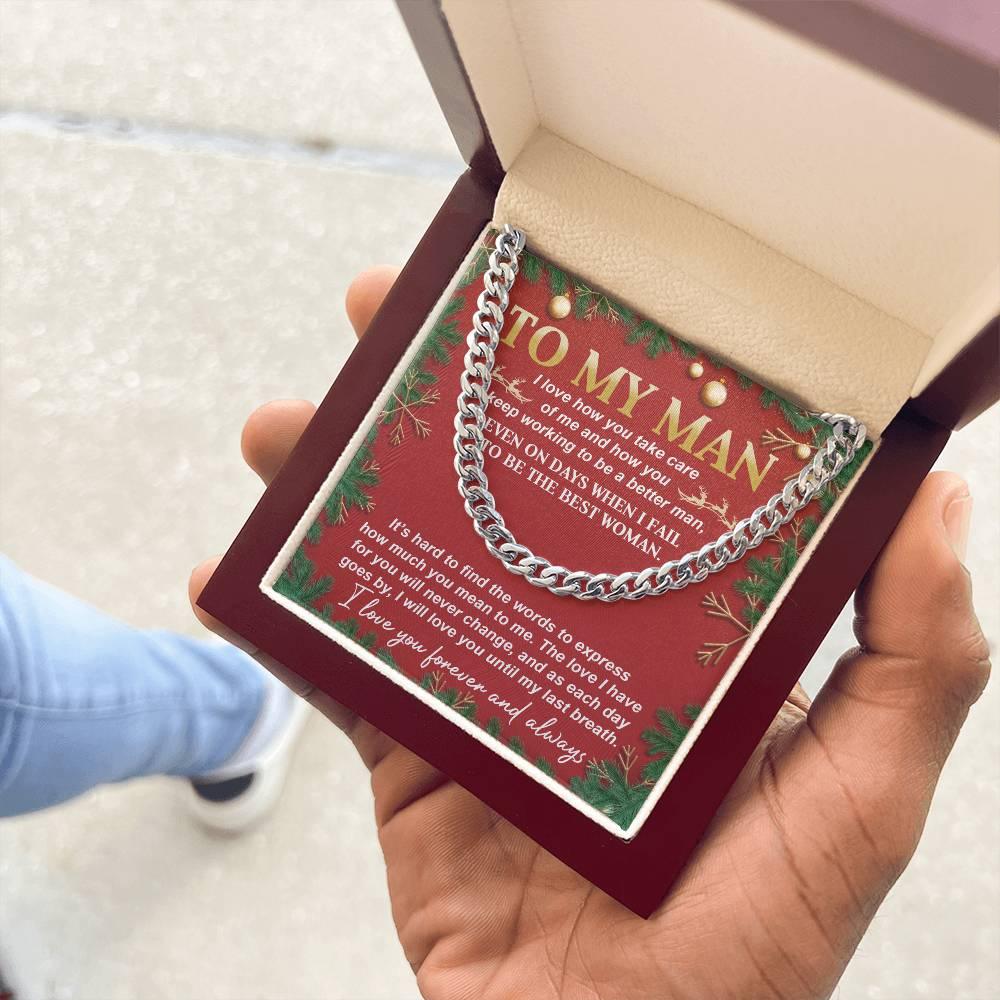 TO MY MAN
I love how you take care
of me and how you
keep working to be a better man,
EVEN ON DAYS WHEN I FAIL
TO BE THE BEST WOMAN.
It's hard to find the words to express
how much you mean to me. The love I have
for you will never change, and as each day
goes by, I will love you until my last breath.
I love you forever and always